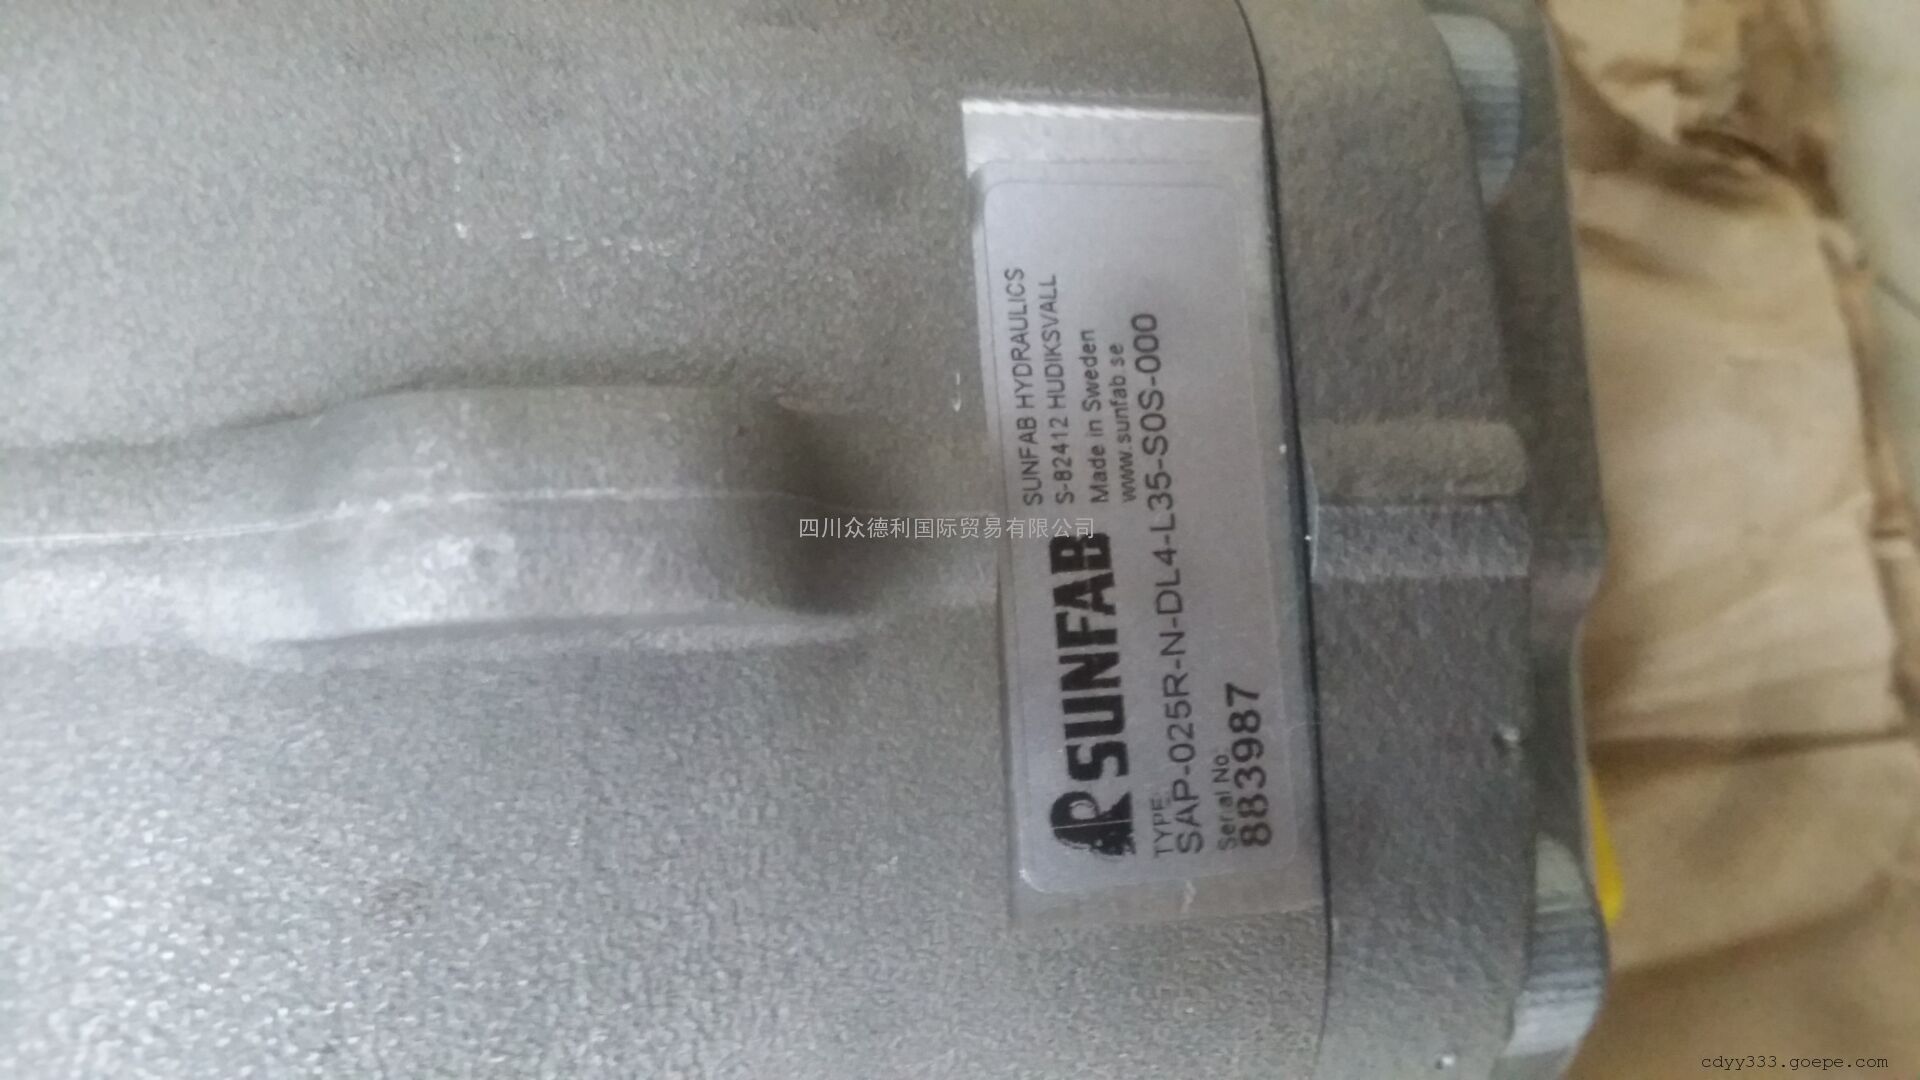 SUNFAB
SUNFAB HYDRAULICS
S-82412 HUDIKSVALL
Made in Sweden
www.sunfab.se
TYPE:
SAP-025R-N-DL4-L35-S0S-000
Serial No
883987
四川众德利国际贸易有限公司
cdyy333.goepe.com